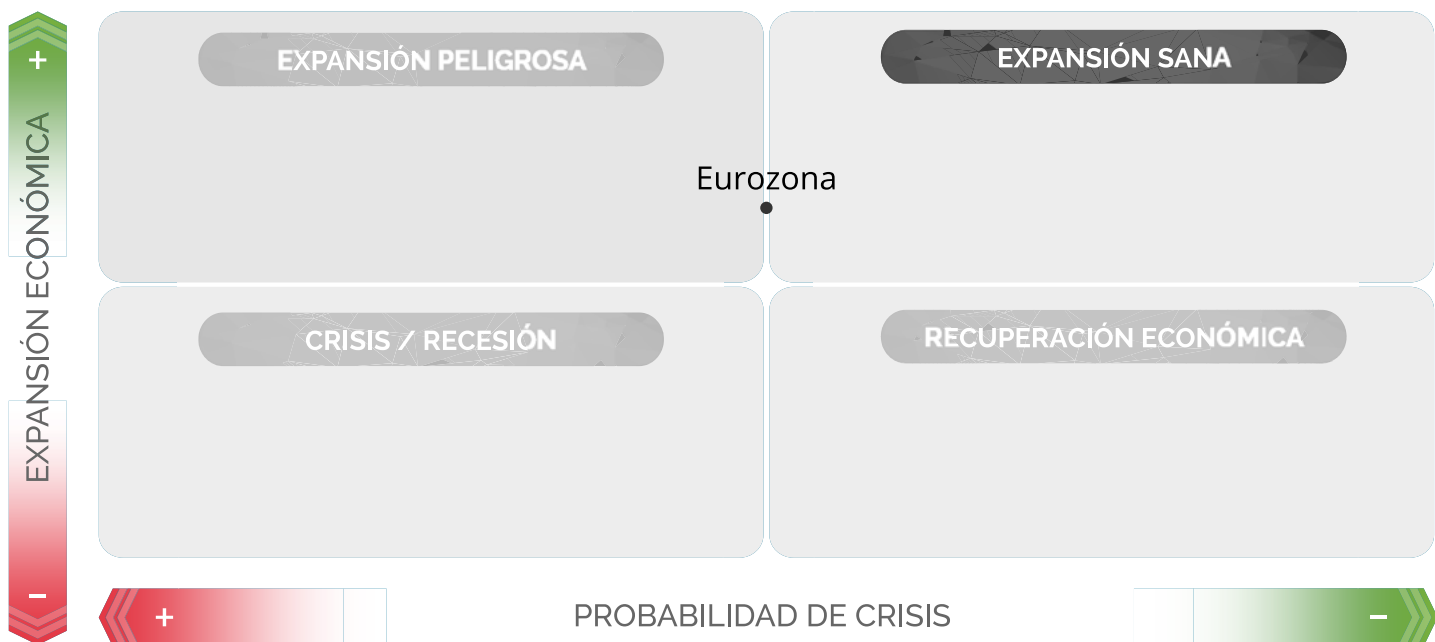 +
EXPANSIÓN ECONÓMICA
−
EXPANSIÓN PELIGROSA
EXPANSIÓN SANA
Eurozona
CRISIS / RECESIÓN
RECUPERACIÓN ECONÓMICA
+
PROBABILIDAD DE CRISIS
−